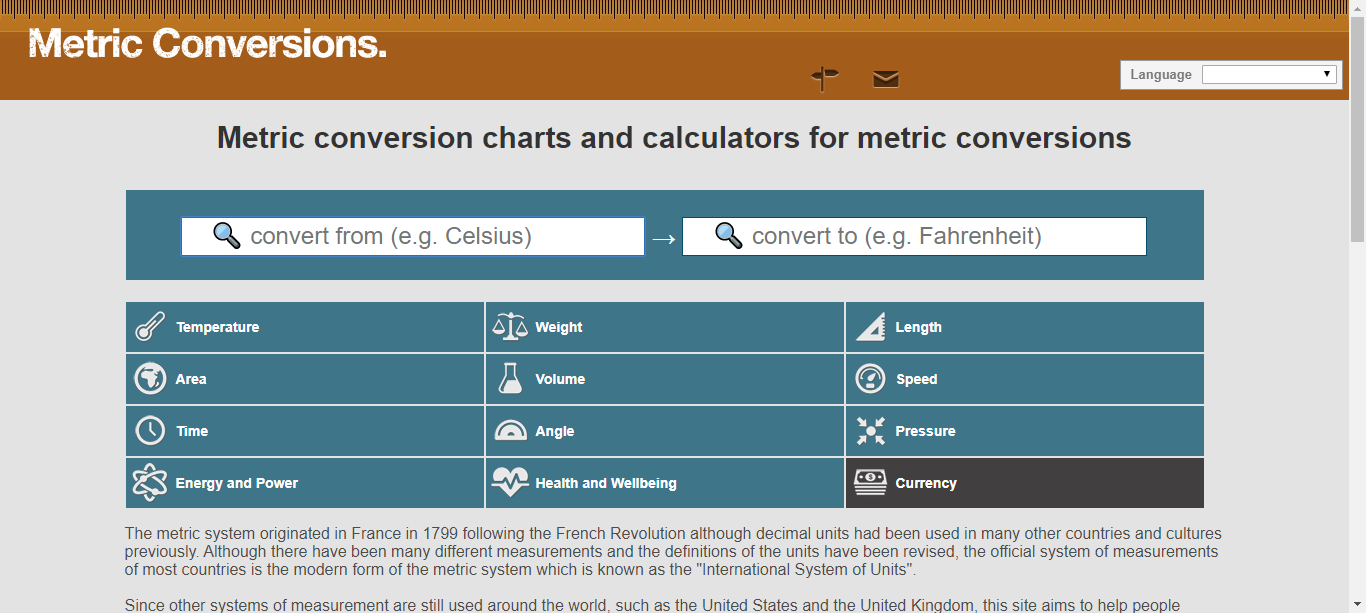 Metric Conversions.
Language
Metric conversion charts and calculators for metric conversions
convert from (e.g. Celsius) → convert to (e.g. Fahrenheit)
Temperature Weight Length
Area Volume Speed
Time Angle Pressure
Energy and Power Health and Wellbeing Currency
The metric system originated in France in 1799 following the French Revolution although decimal units had been used in many other countries and cultures
previously. Although there have been many different measurements and the definitions of the units have been revised, the official system of measurements
of most countries is the modern form of the metric system which is known as the "International System of Units".
Since other systems of measurement are still used around the world, such as the United States and the United Kingdom, this site aims to help people